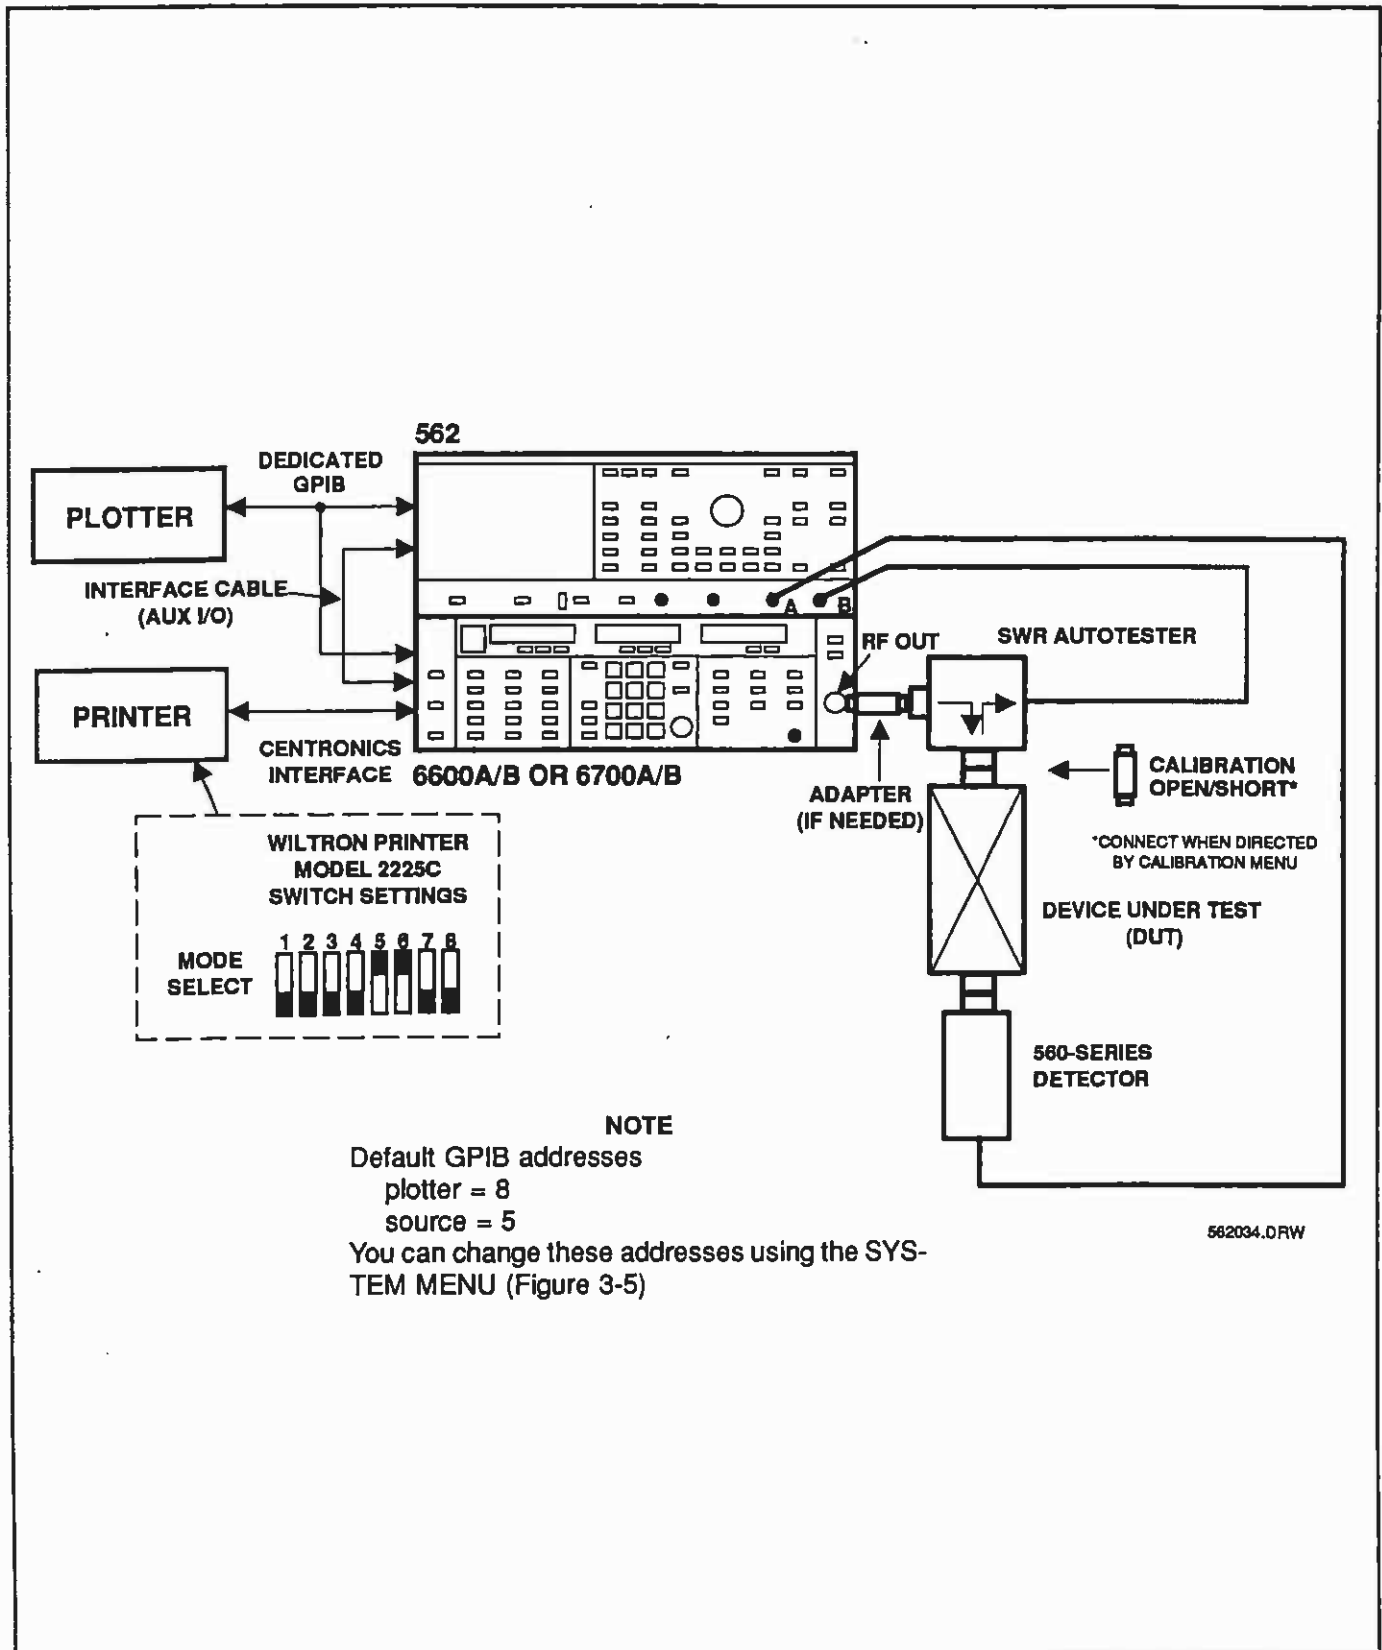 562
DEDICATED
GPIB
PLOTTER
INTERFACE CABLE
(AUX I/O)
A
B
RF OUT
SWR AUTOTESTER
PRINTER
CENTRONICS
INTERFACE
6600A/B OR 6700A/B
ADAPTER
(IF NEEDED)
CALIBRATION
OPEN/SHORT*
*CONNECT WHEN DIRECTED
BY CALIBRATION MENU
WILTRON PRINTER
MODEL 2225C
SWITCH SETTINGS
1 2 3 4 5 6 7 8
MODE
SELECT
DEVICE UNDER TEST
(DUT)
560-SERIES
DETECTOR
NOTE
Default GPIB addresses
plotter = 8
source = 5
You can change these addresses using the SYS-
TEM MENU (Figure 3-5)
562034.DRW